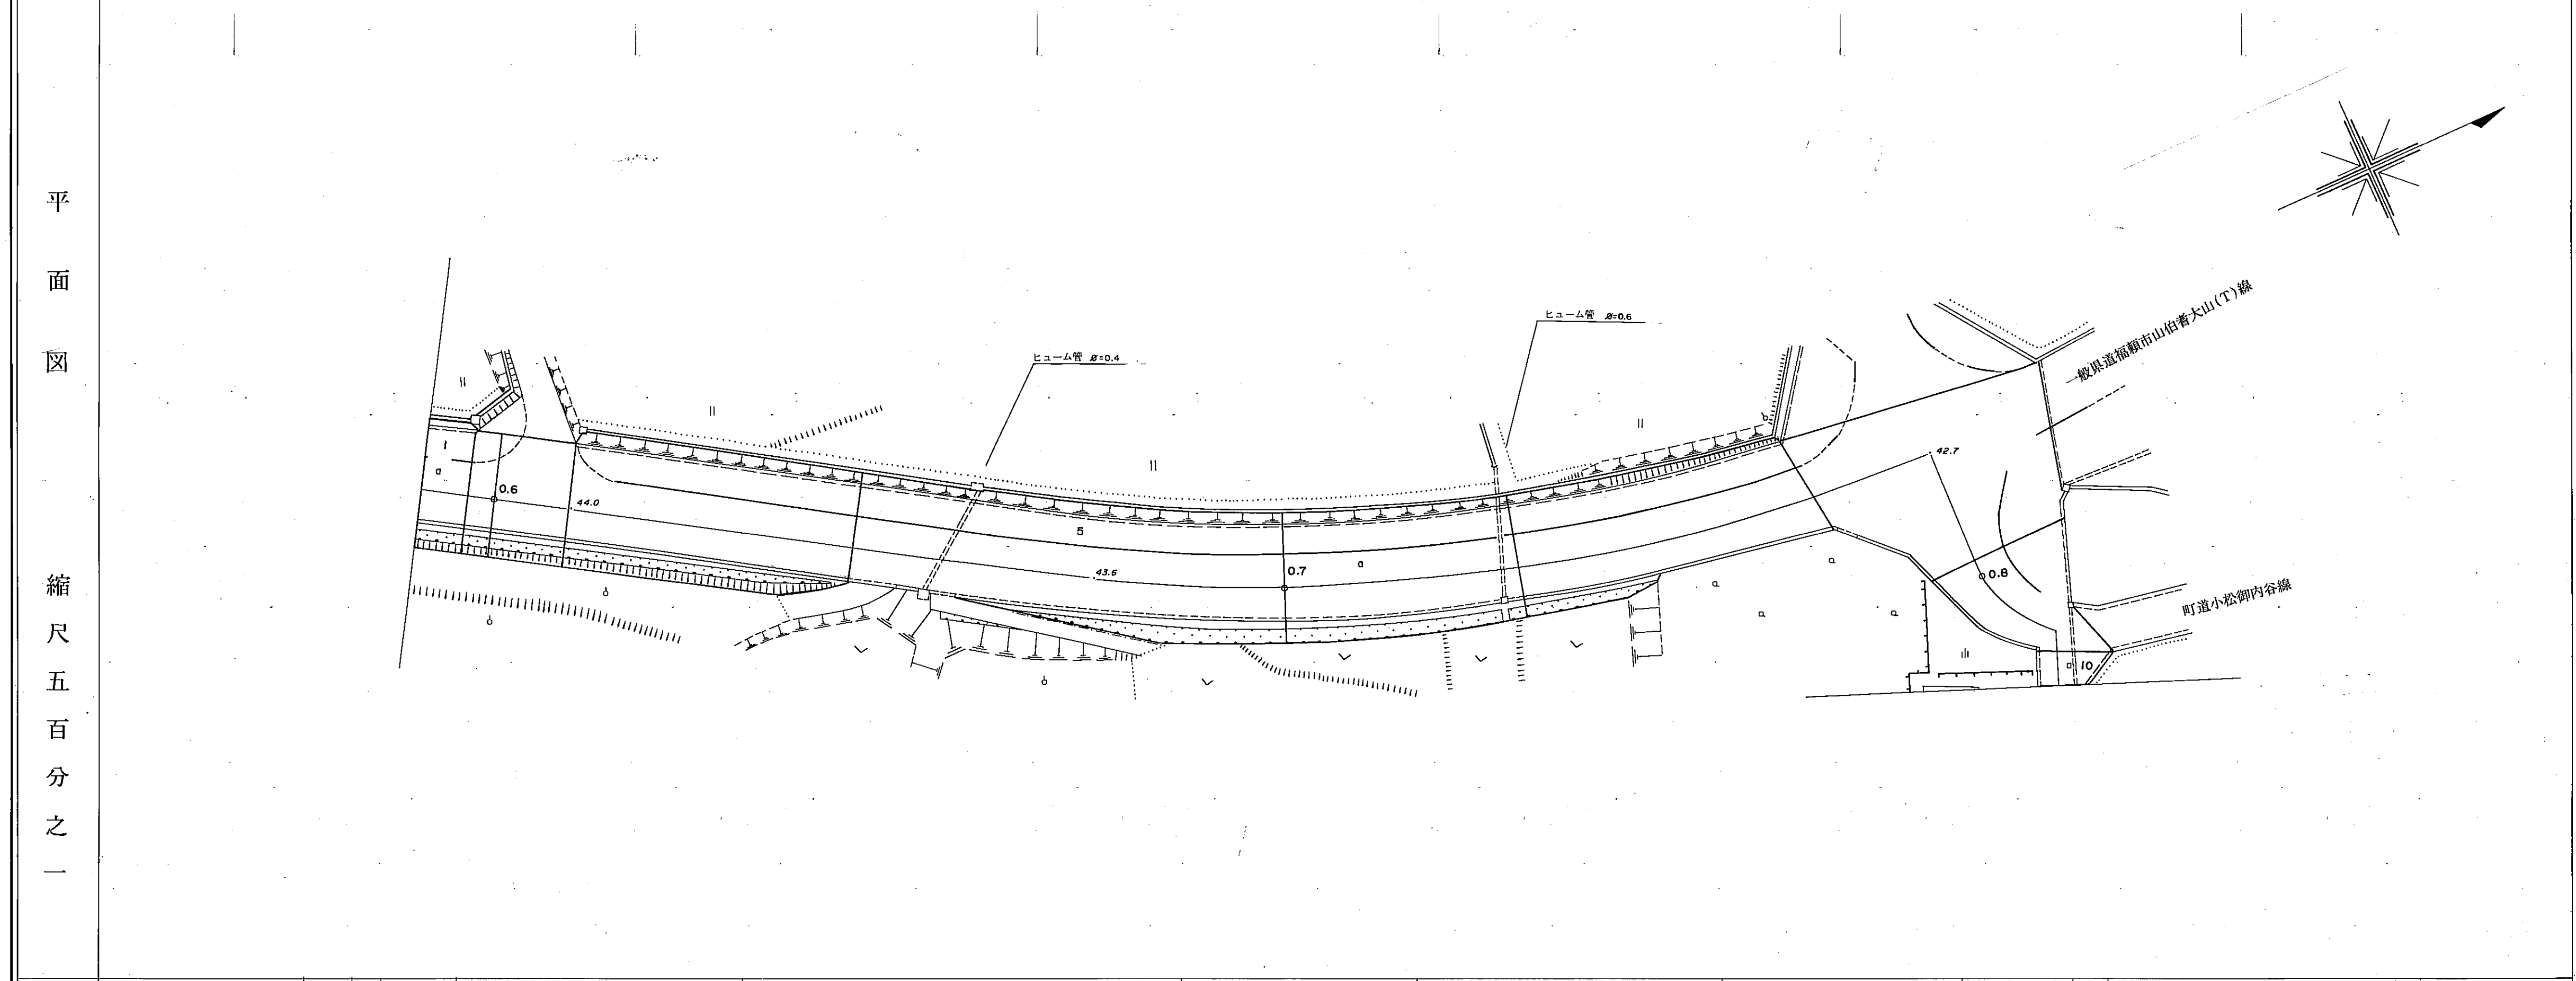 平面図
縮尺五百分之一
ヒューム管 ø=0.4
ヒューム管 ø=0.6
一般県道福頼市山伯耆大山(T)線
町道小松御内谷線
1
a
0.6
44.0
5
43.6
0.7
a
42.7
0.8
a
a
a
a
a
10